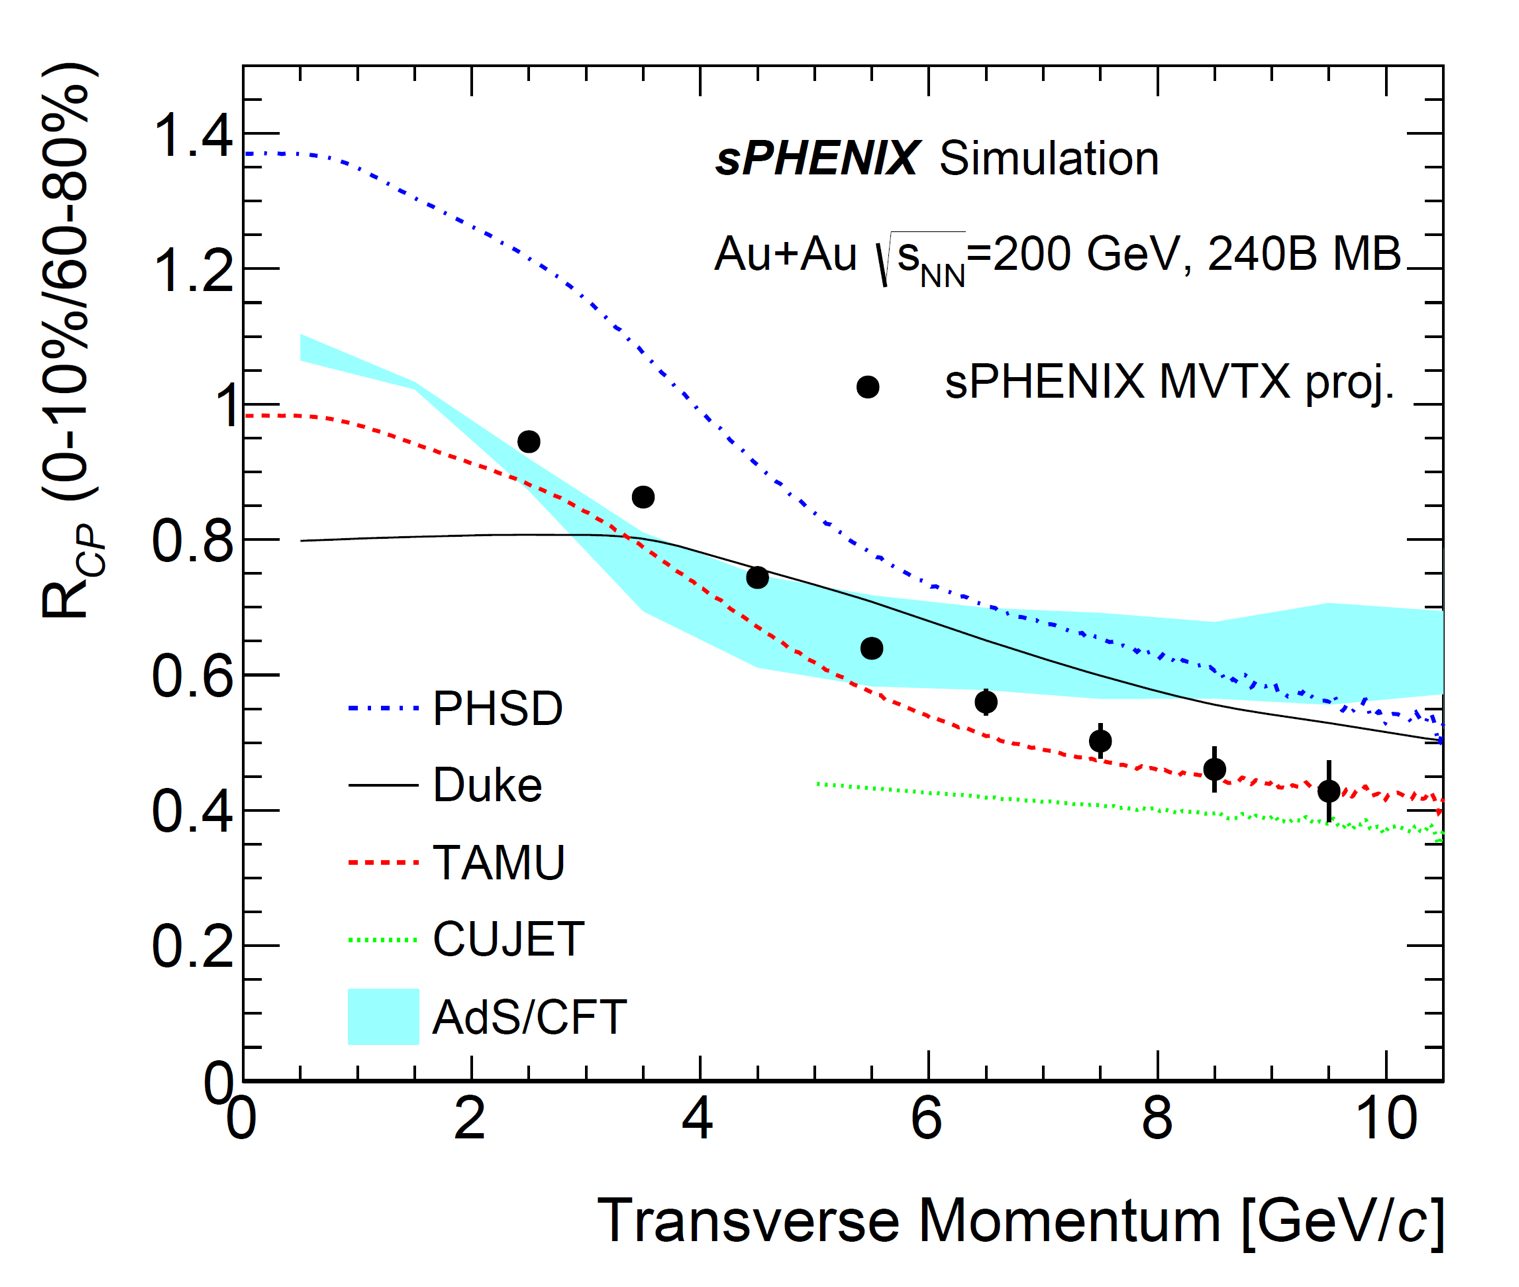 R_CP (0-10%/60-80%)
1.4
1.2
1
0.8
0.6
0.4
0.2
0
sPHENIX Simulation
Au+Au √s_NN=200 GeV, 240B MB
sPHENIX MVTX proj.
PHSD
Duke
TAMU
CUJET
AdS/CFT
0 2 4 6 8 10
Transverse Momentum [GeV/c]